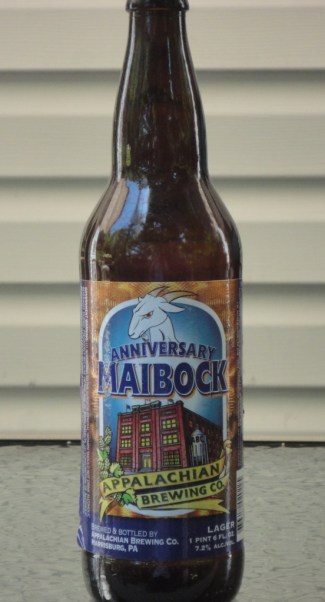 ANNIVERSARY
MAIBOCK
APPALACHIAN
BREWING CO.
BREWED & BOTTLED BY
APPALACHIAN BREWING CO.
HARRISBURG, PA
LAGER
1 PINT 6 FL. OZ.
7.2% ALC.